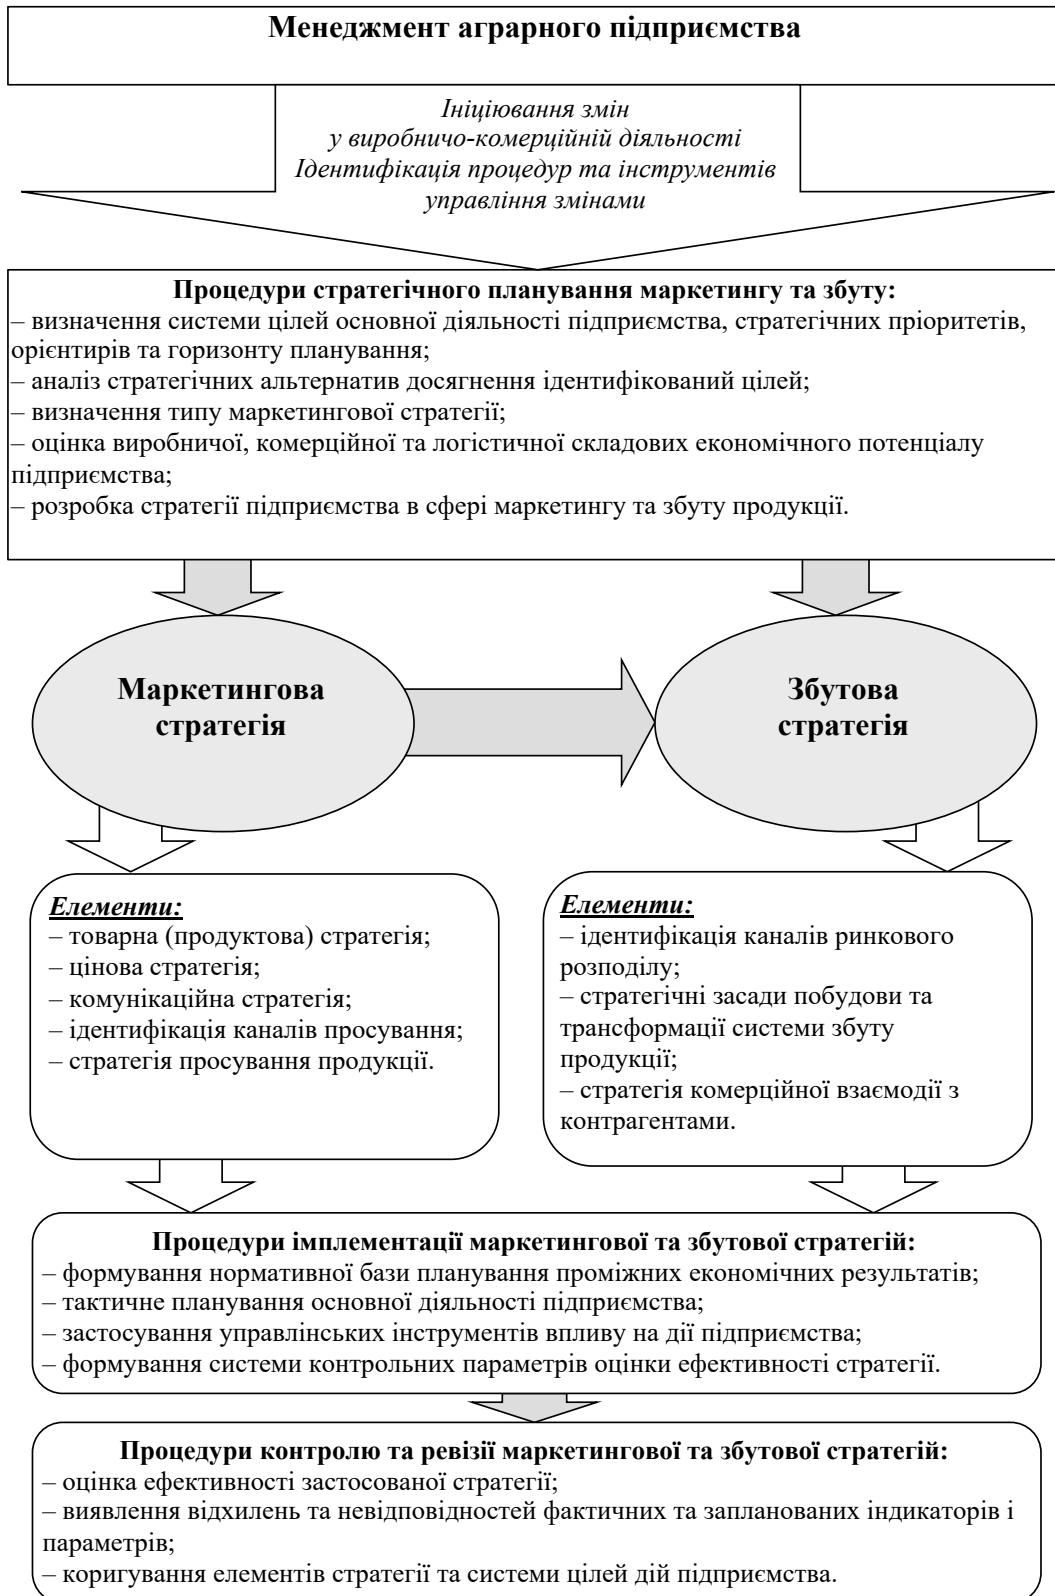 Менеджмент аграрного підприємства
Ініціювання змін
у виробничо-комерційній діяльності
Ідентифікація процедур та інструментів
управління змінами
Процедури стратегічного планування маркетингу та збуту:
– визначення системи цілей основної діяльності підприємства, стратегічних пріоритетів,
орієнтирів та горизонту планування;
– аналіз стратегічних альтернатив досягнення ідентифікований цілей;
– визначення типу маркетингової стратегії;
– оцінка виробничої, комерційної та логістичної складових економічного потенціалу
підприємства;
– розробка стратегії підприємства в сфері маркетингу та збуту продукції.
Маркетингова
стратегія
Збутова
стратегія
Елементи:
– товарна (продуктова) стратегія;
– цінова стратегія;
– комунікаційна стратегія;
– ідентифікація каналів просування;
– стратегія просування продукції.
Елементи:
– ідентифікація каналів ринкового
розподілу;
– стратегічні засади побудови та
трансформації системи збуту
продукції;
– стратегія комерційної взаємодії з
контрагентами.
Процедури імплементації маркетингової та збутової стратегій:
– формування нормативної бази планування проміжних економічних результатів;
– тактичне планування основної діяльності підприємства;
– застосування управлінських інструментів впливу на дії підприємства;
– формування системи контрольних параметрів оцінки ефективності стратегії.
Процедури контролю та ревізії маркетингової та збутової стратегій:
– оцінка ефективності застосованої стратегії;
– виявлення відхилень та невідповідностей фактичних та запланованих індикаторів і
параметрів;
– коригування елементів стратегії та системи цілей дій підприємства.